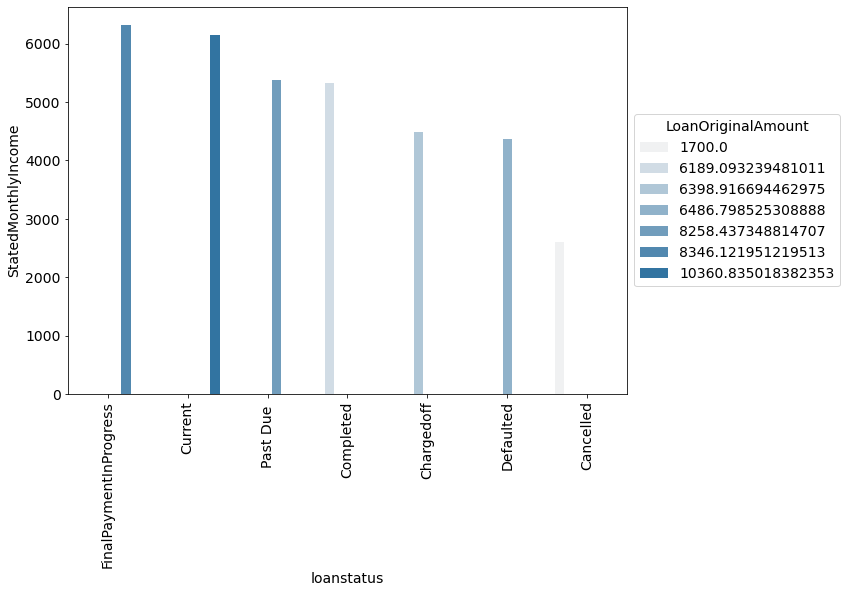 StatedMonthlyIncome
6000
5000
4000
3000
2000
1000
0
FinalPaymentInProgress
Current
Past Due
Completed
Chargedoff
Defaulted
Cancelled
loanstatus
LoanOriginalAmount
1700.0
6189.093239481011
6398.916694462975
6486.798525308888
8258.437348814707
8346.121951219513
10360.835018382353